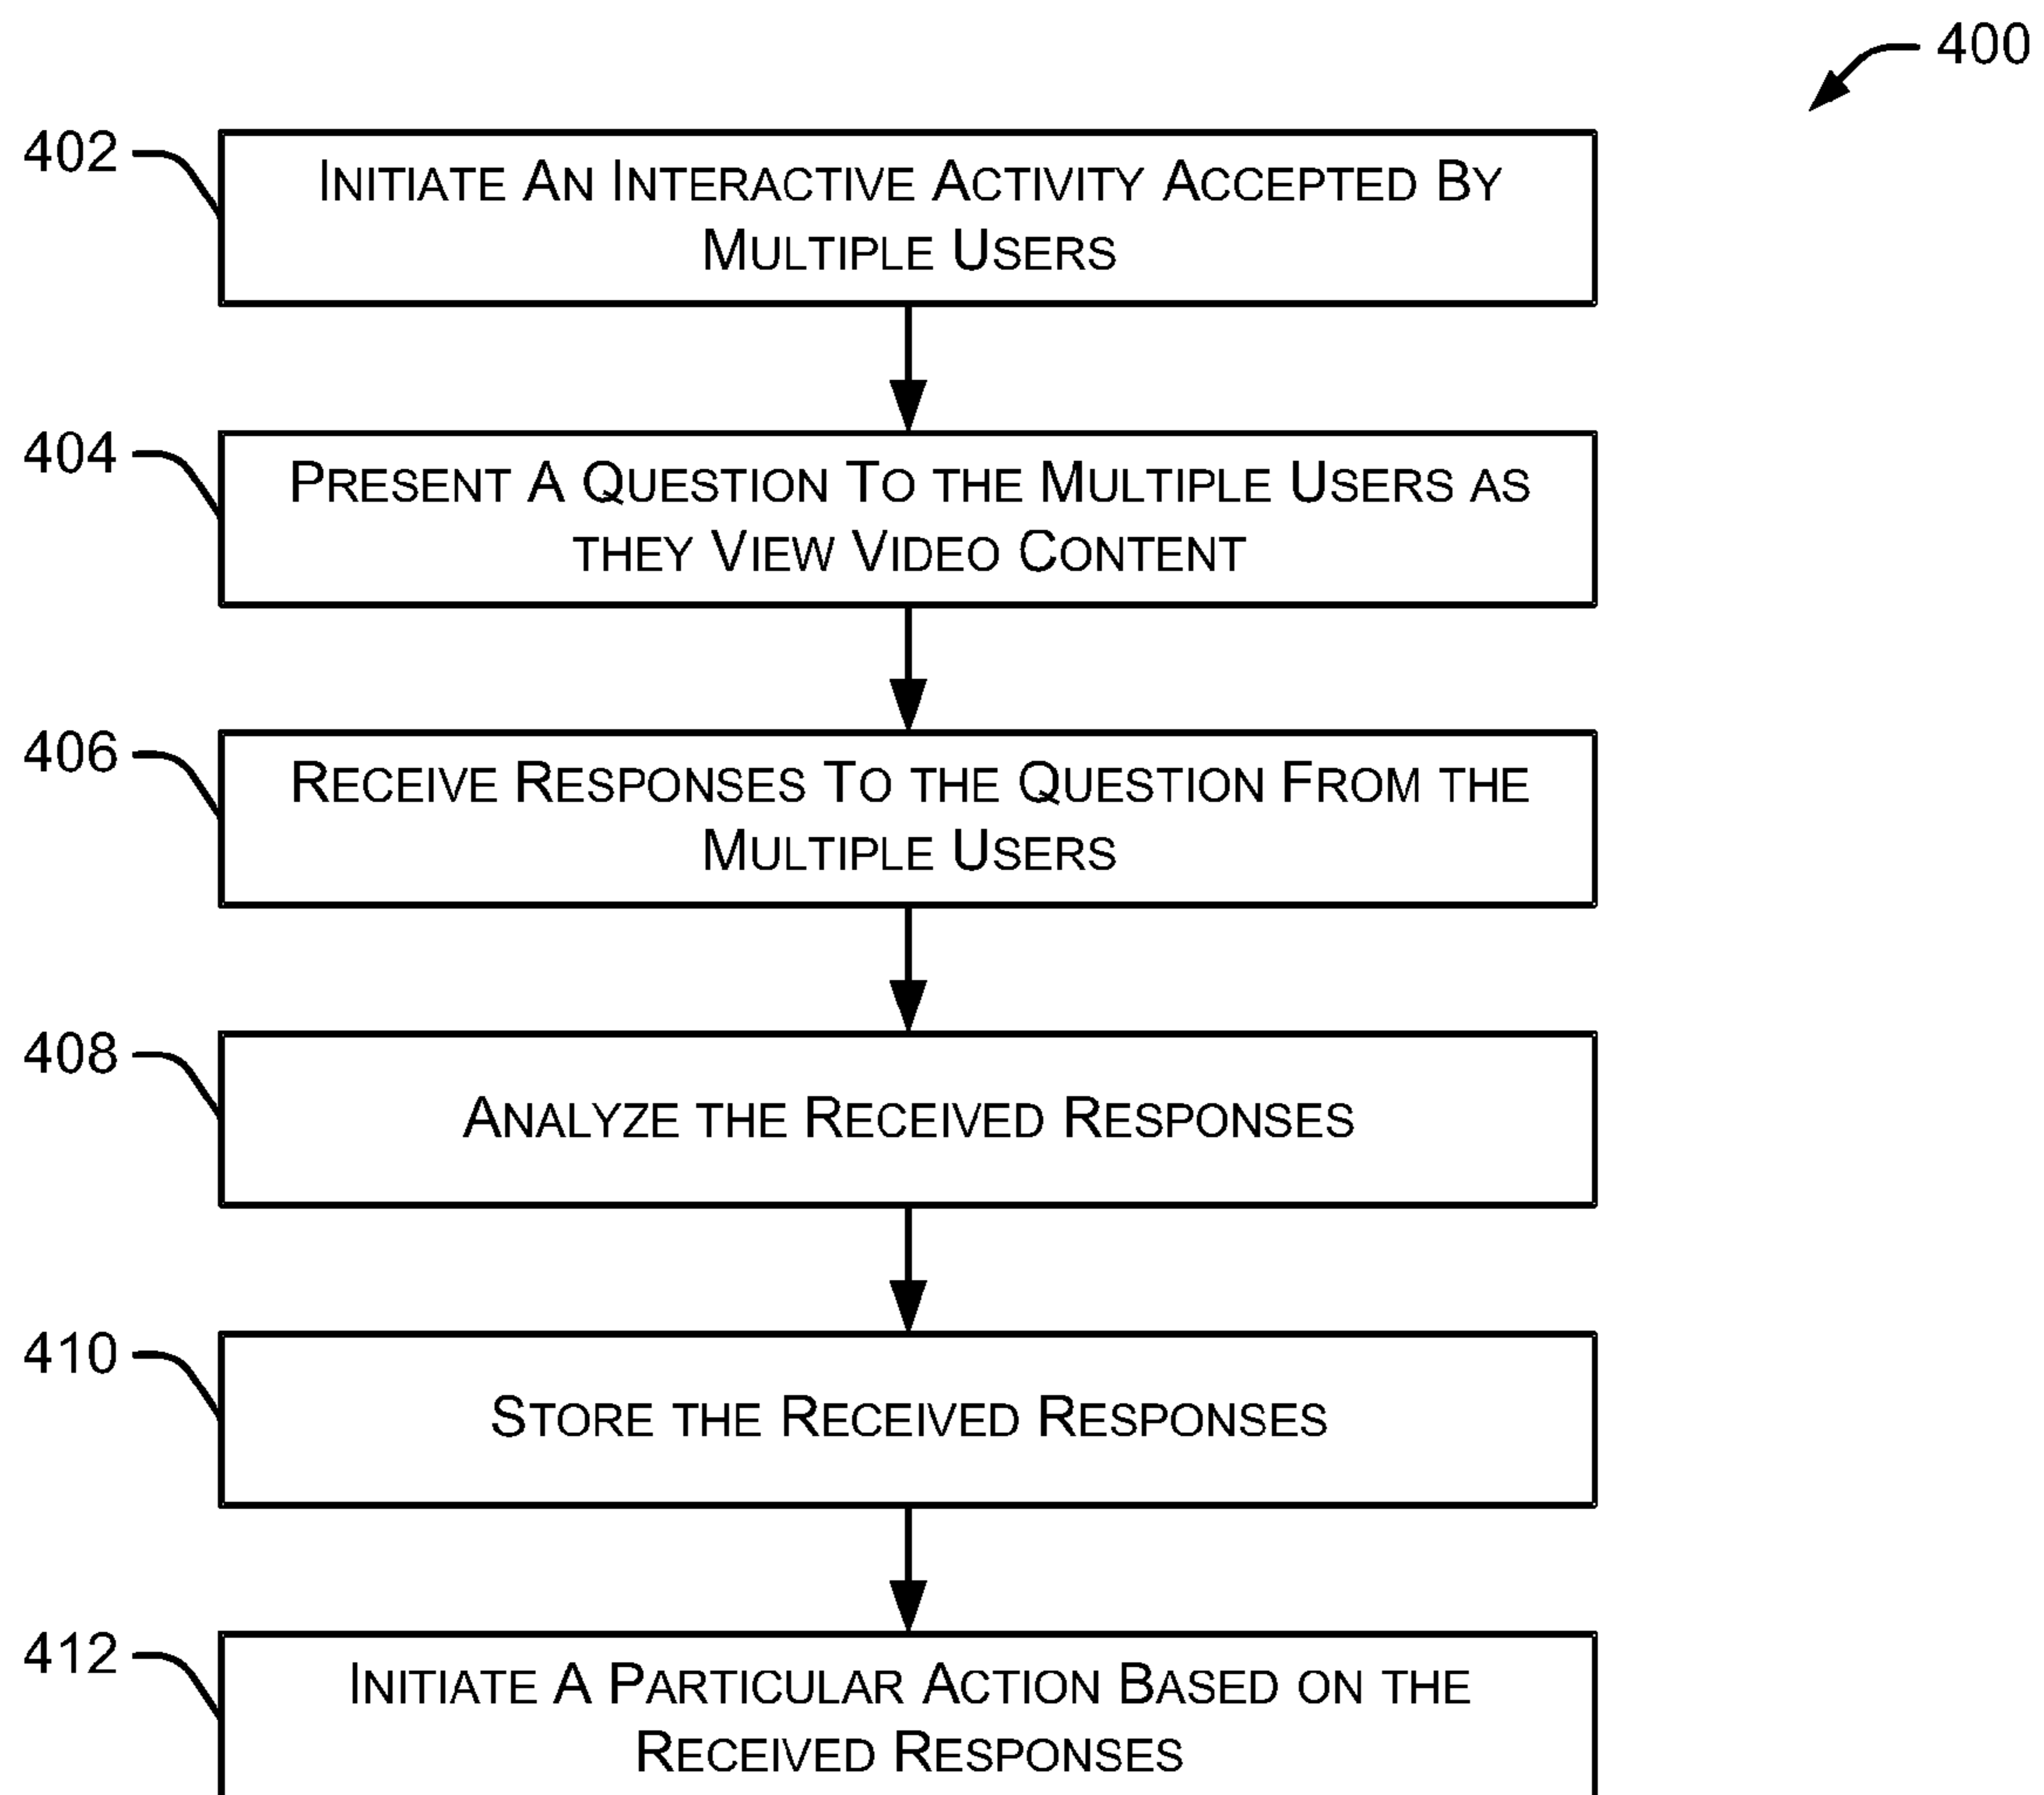 400
402
INITIATE AN INTERACTIVE ACTIVITY ACCEPTED BY
MULTIPLE USERS
404
PRESENT A QUESTION TO THE MULTIPLE USERS AS
THEY VIEW VIDEO CONTENT
406
RECEIVE RESPONSES TO THE QUESTION FROM THE
MULTIPLE USERS
408
ANALYZE THE RECEIVED RESPONSES
410
STORE THE RECEIVED RESPONSES
412
INITIATE A PARTICULAR ACTION BASED ON THE
RECEIVED RESPONSES